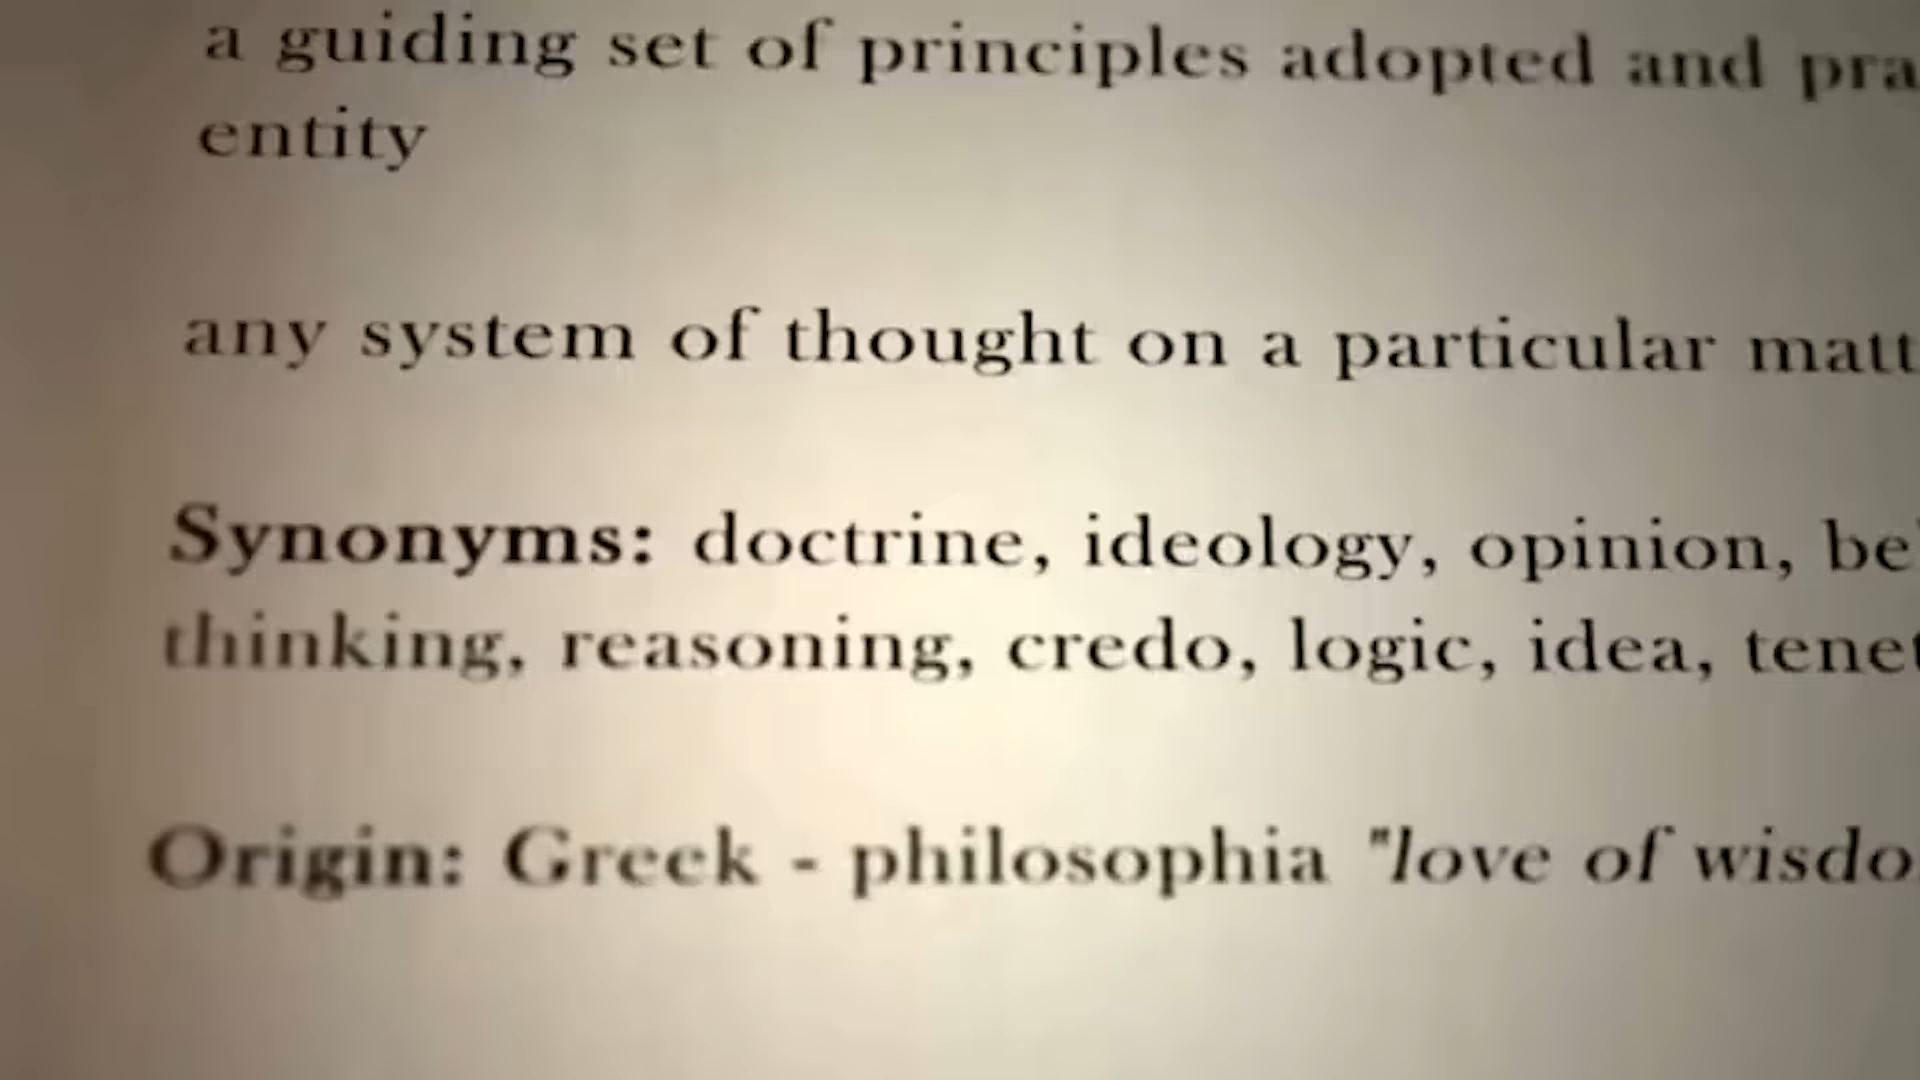 a guiding set of principles adopted and pra
entity
any system of thought on a particular matt
Synonyms: doctrine, ideology, opinion, be
thinking, reasoning, credo, logic, idea, tenet
Origin: Greek - philosophia "love of wisdo